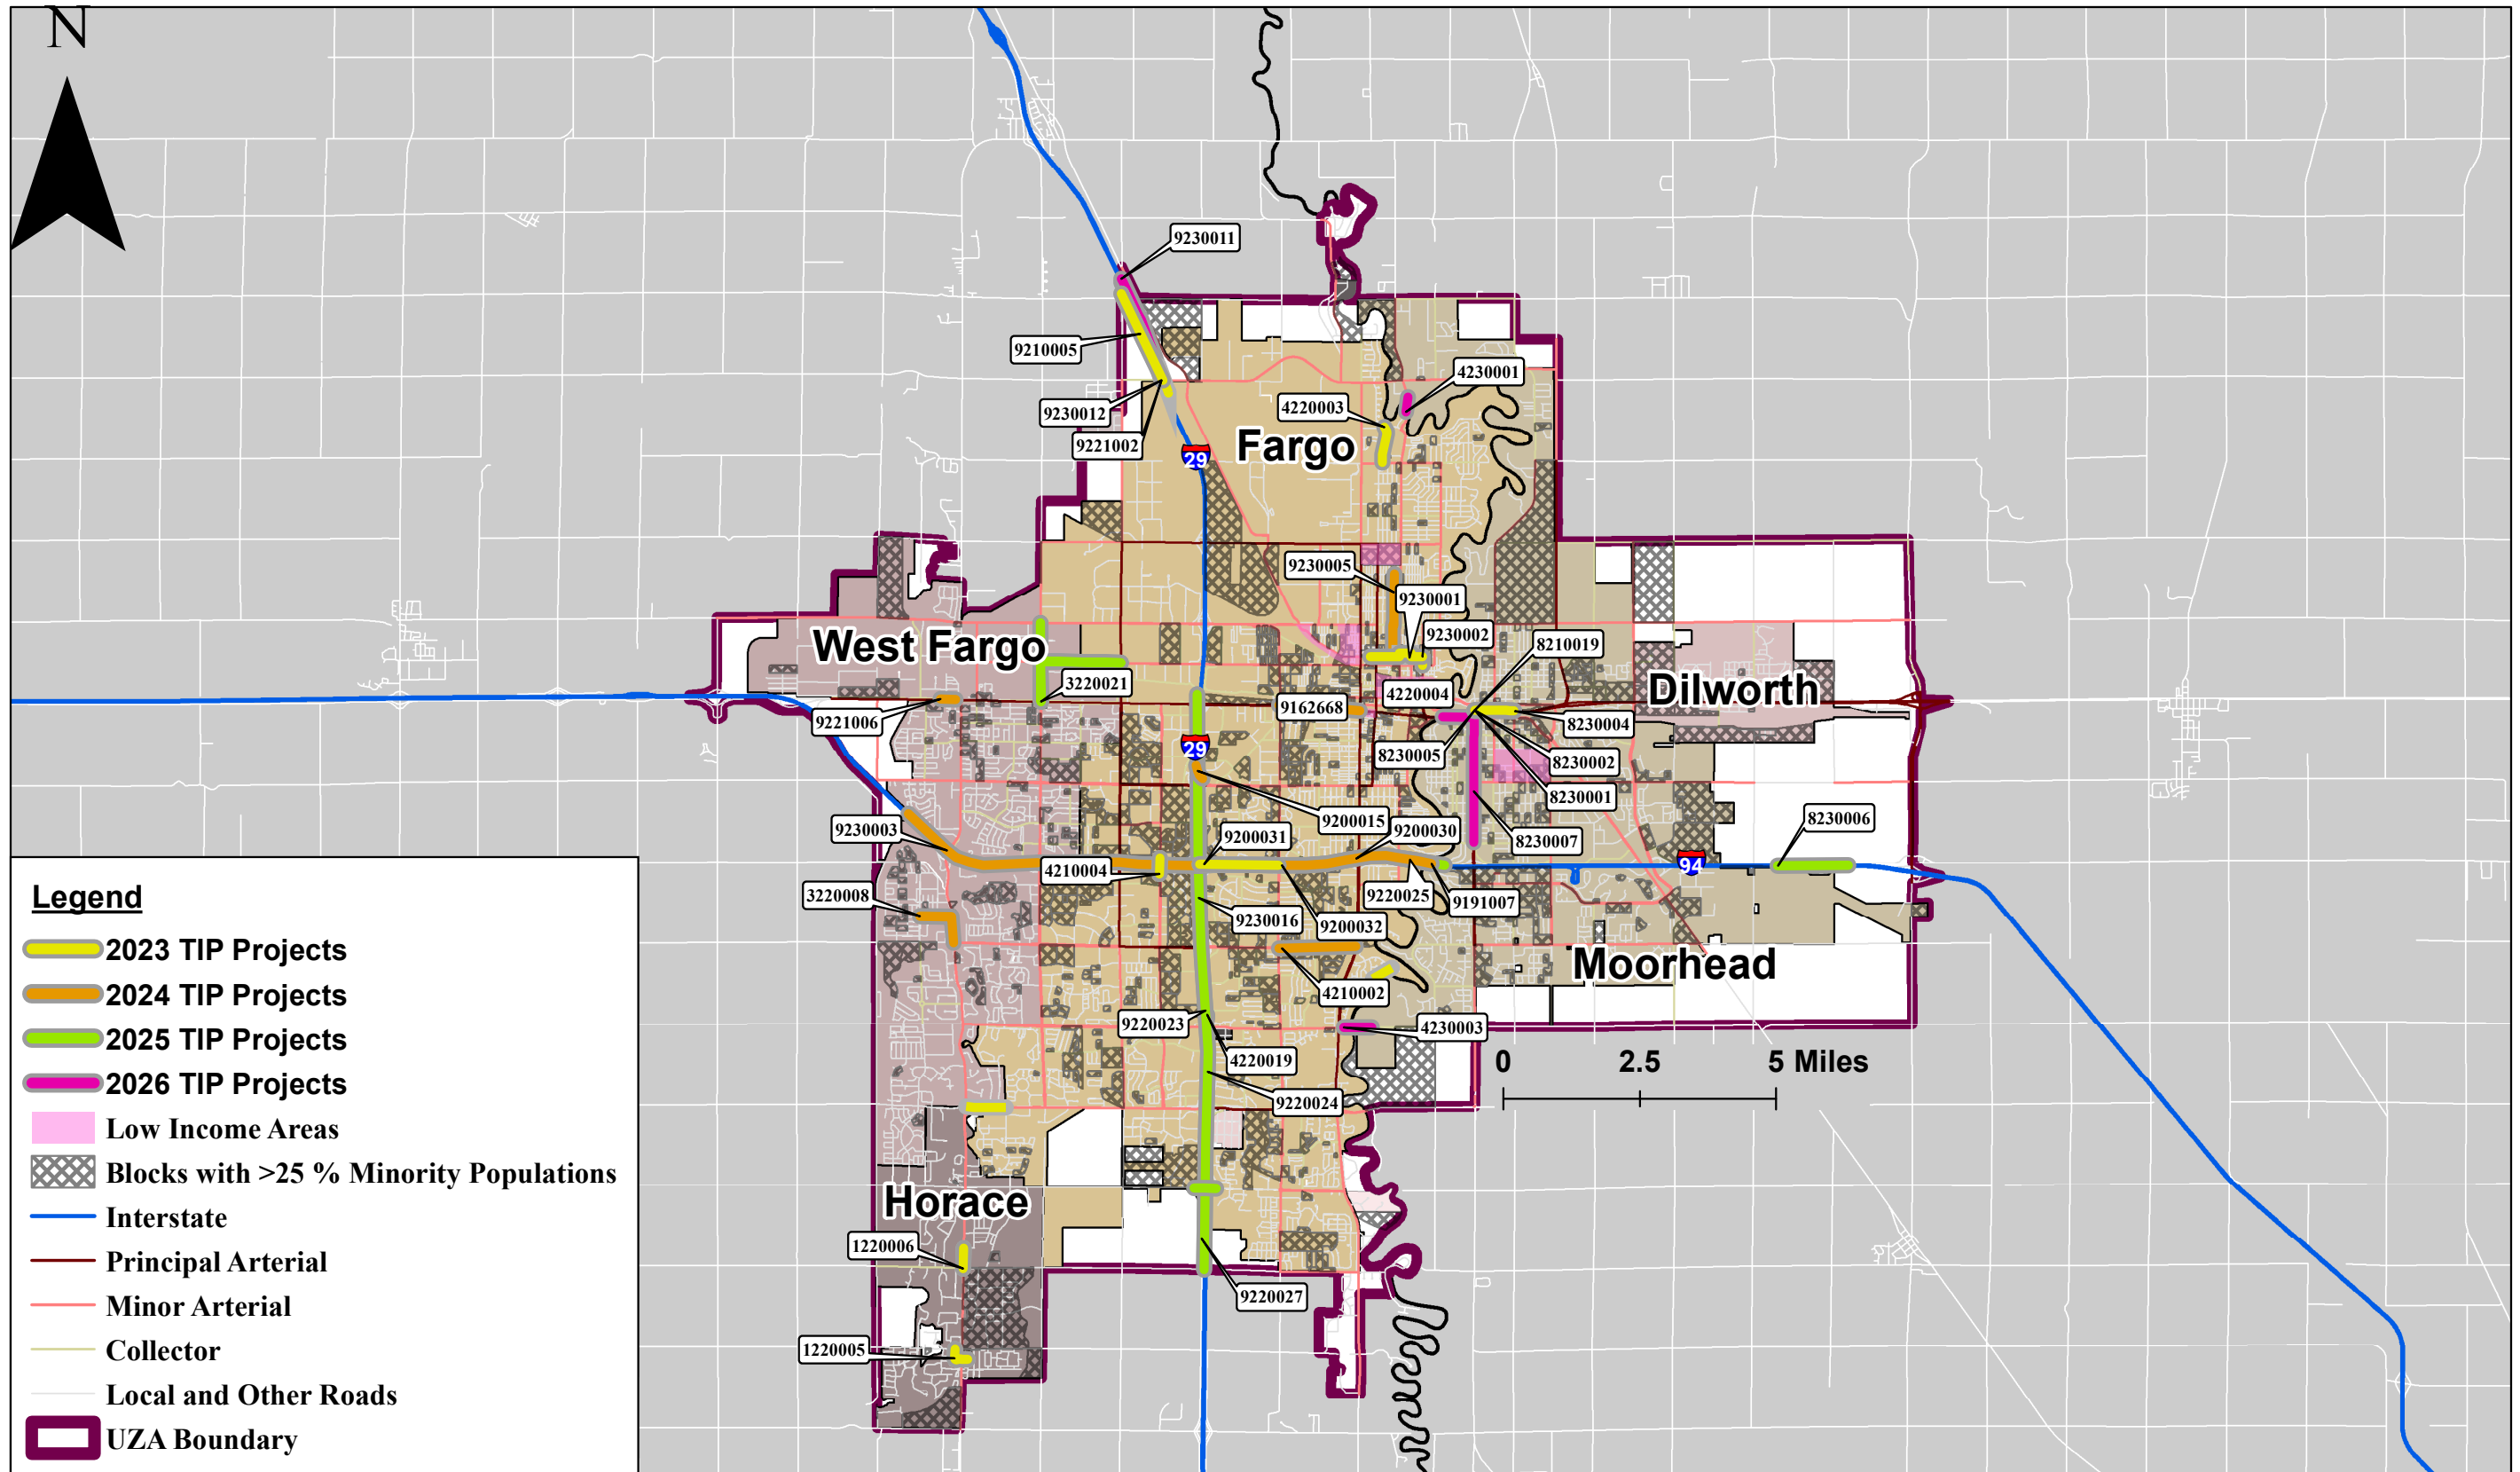 N
9230011
9210005
4230001
9230012
4220003
9221002
Fargo
29
9230005
9230001
9230002
8210019
West Fargo
3220021
4220004
Dilworth
9221006
9162668
8230004
29
8230005
8230002
8230001
9200015
9230003
9200031
9200030
8230007
8230006
4210004
94
3220008
9220025
9191007
9230016
9200032
Moorhead
4210002
9220023
4230003
4220019
0 2.5 5 Miles
9220024
Horace
1220006
9220027
1220005
Legend
2023 TIP Projects
2024 TIP Projects
2025 TIP Projects
2026 TIP Projects
Low Income Areas
Blocks with >25 % Minority Populations
Interstate
Principal Arterial
Minor Arterial
Collector
Local and Other Roads
UZA Boundary